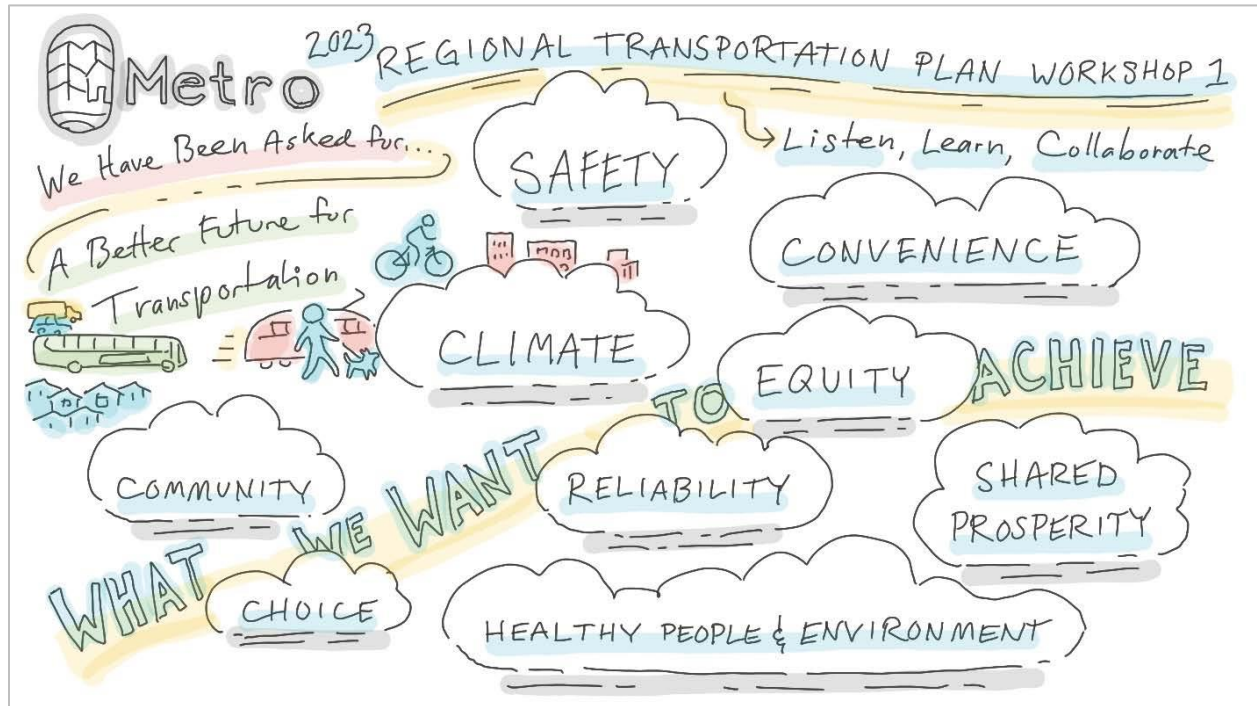 Metro
2023 REGIONAL TRANSPORTATION PLAN WORKSHOP 1
Listen, Learn, Collaborate
We Have Been Asked for...
A Better Future for
Transportation
SAFETY
CONVENIENCE
CLIMATE
EQUITY
COMMUNITY
RELIABILITY
SHARED
PROSPERITY
CHOICE
HEALTHY PEOPLE & ENVIRONMENT
WHAT WE WANT TO ACHIEVE